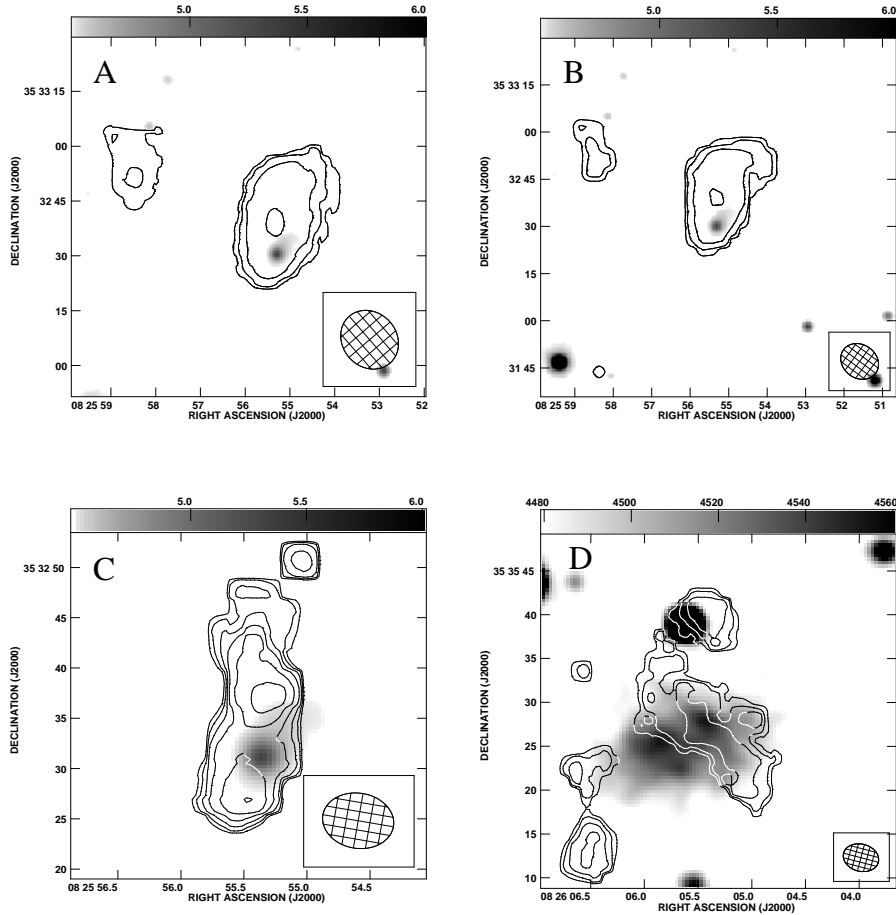 5.0 5.5 6.0
A
35 33 15
00
32 45
30
15
00
DECLINATION (J2000)
08 25 59 58 57 56 55 54 53 52
RIGHT ASCENSION (J2000)
5.0 5.5 6.0
B
35 33 15
00
32 45
30
15
00
31 45
DECLINATION (J2000)
08 25 59 58 57 56 55 54 53 52 51
RIGHT ASCENSION (J2000)
5.0 5.5 6.0
C
35 32 50
45
40
35
30
25
20
DECLINATION (J2000)
08 25 56.5 56.0 55.5 55.0 54.5
RIGHT ASCENSION (J2000)
4480 4500 4520 4540 4560
D
35 35 45
40
35
30
25
20
15
10
DECLINATION (J2000)
08 26 06.5 06.0 05.5 05.0 04.5 04.0
RIGHT ASCENSION (J2000)